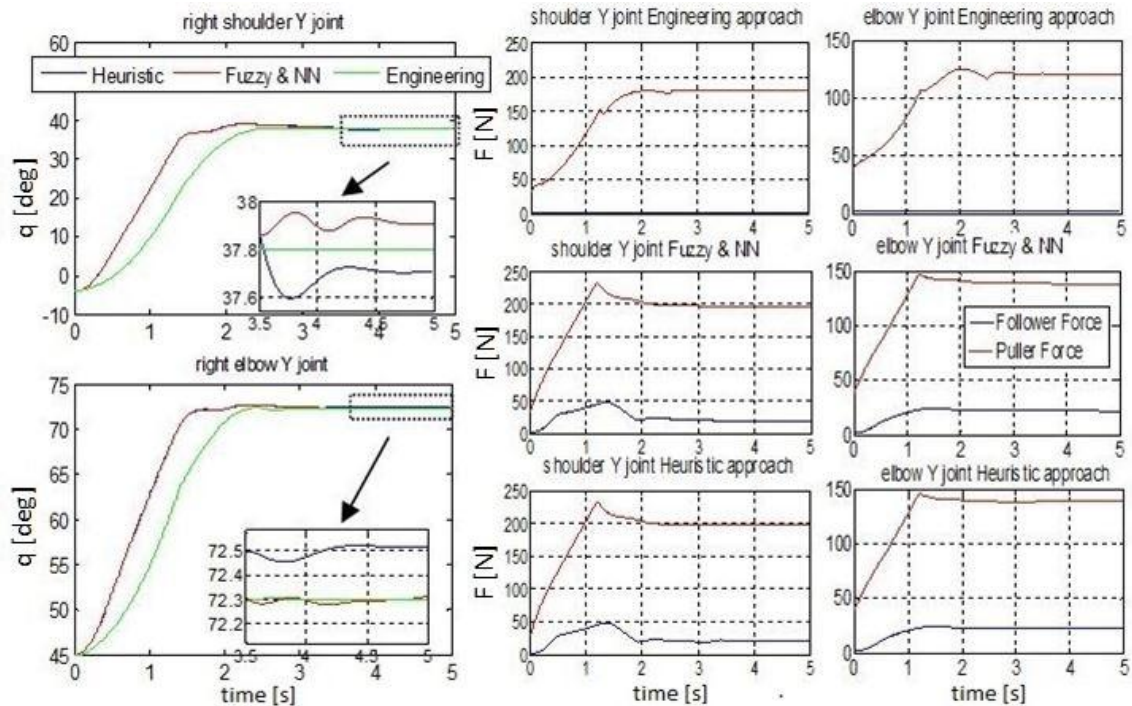 right shoulder Y joint
60
50
40
30
20
10
0
-10
q [deg]
Heuristic Fuzzy & NN Engineering
38
37.8
37.6
3.5 4 4.5 5
0 1 2 3 4 5
right elbow Y joint
75
70
65
60
55
50
45
q [deg]
72.5
72.4
72.3
72.2
3.5 4 4.5 5
0 1 2 3 4 5
time [s]
shoulder Y joint Engineering approach
250
200
150
100
50
0
F [N]
0 1 2 3 4 5
elbow Y joint Engineering approach
150
100
50
0
0 1 2 3 4 5
shoulder Y joint Fuzzy & NN
250
200
150
100
50
0
F [N]
0 1 2 3 4 5
elbow Y joint Fuzzy & NN
150
100
50
0
Follower Force
Puller Force
0 1 2 3 4 5
shoulder Y joint Heuristic approach
250
200
150
100
50
0
F [N]
0 1 2 3 4 5
time [s]
elbow Y joint Heuristic approach
150
100
50
0
0 1 2 3 4 5
time [s]